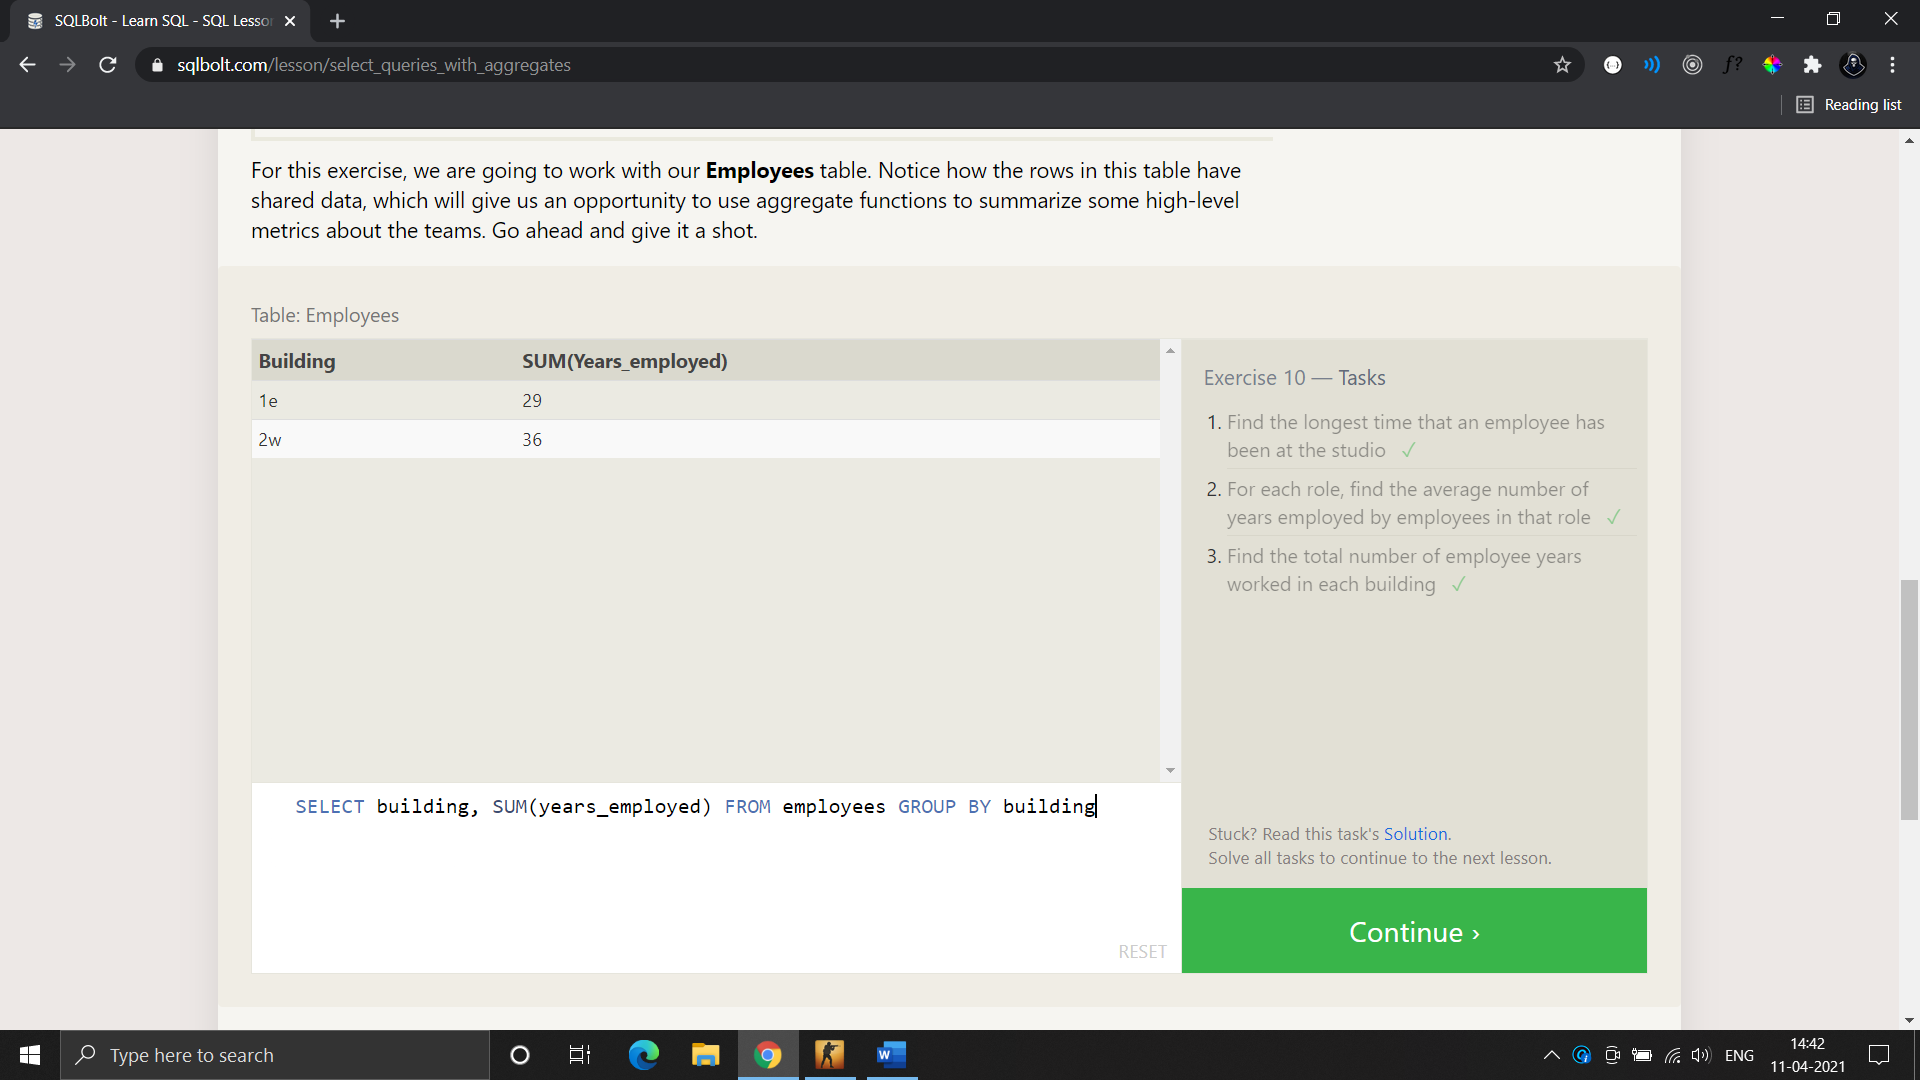 SQLBolt - Learn SQL - SQL Lesso
sqlbolt.com/lesson/select_queries_with_aggregates
f?
Reading list
For this exercise, we are going to work with our Employees table. Notice how the rows in this table have
shared data, which will give us an opportunity to use aggregate functions to summarize some high-level
metrics about the teams. Go ahead and give it a shot.
Table: Employees
Building SUM(Years_employed)
1e 29
2w 36
Exercise 10 — Tasks
1. Find the longest time that an employee has
been at the studio ✓
2. For each role, find the average number of
years employed by employees in that role ✓
3. Find the total number of employee years
worked in each building ✓
SELECT building, SUM(years_employed) FROM employees GROUP BY building
RESET
Stuck? Read this task's Solution.
Solve all tasks to continue to the next lesson.
Continue ›
Type here to search
W
ENG
14:42
11-04-2021